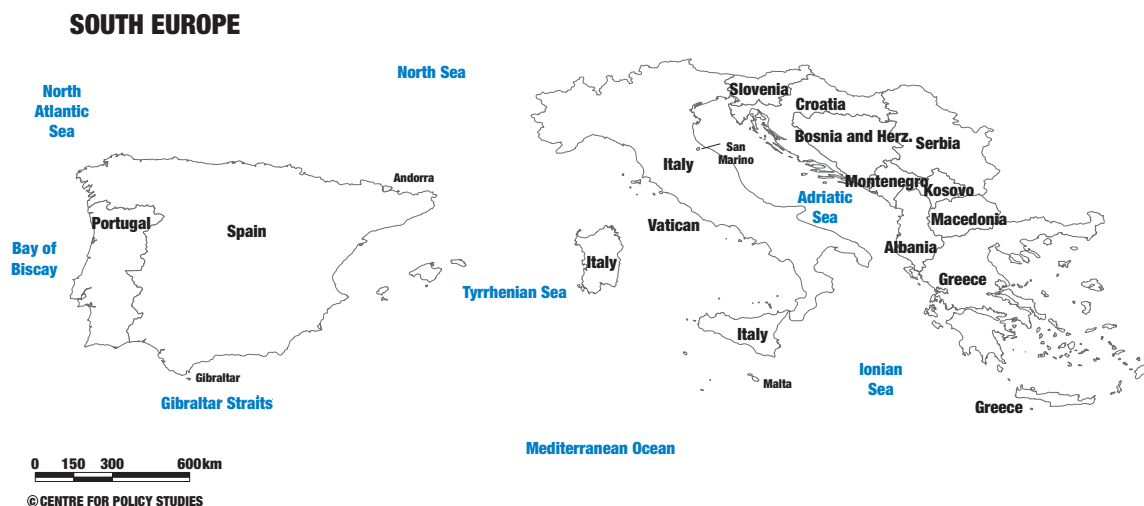 SOUTH EUROPE
North Sea
North
Atlantic
Sea
Slovenia
Croatia
Bosnia and Herz.
Serbia
San
Marino
Italy
Andorra
Montenegro
Kosovo
Adriatic
Sea
Portugal
Spain
Vatican
Macedonia
Bay of
Biscay
Albania
Italy
Tyrrhenian Sea
Greece
Italy
Gibraltar
Malta
Ionian
Sea
Gibraltar Straits
Greece
Mediterranean Ocean
0 150 300 600km
© CENTRE FOR POLICY STUDIES